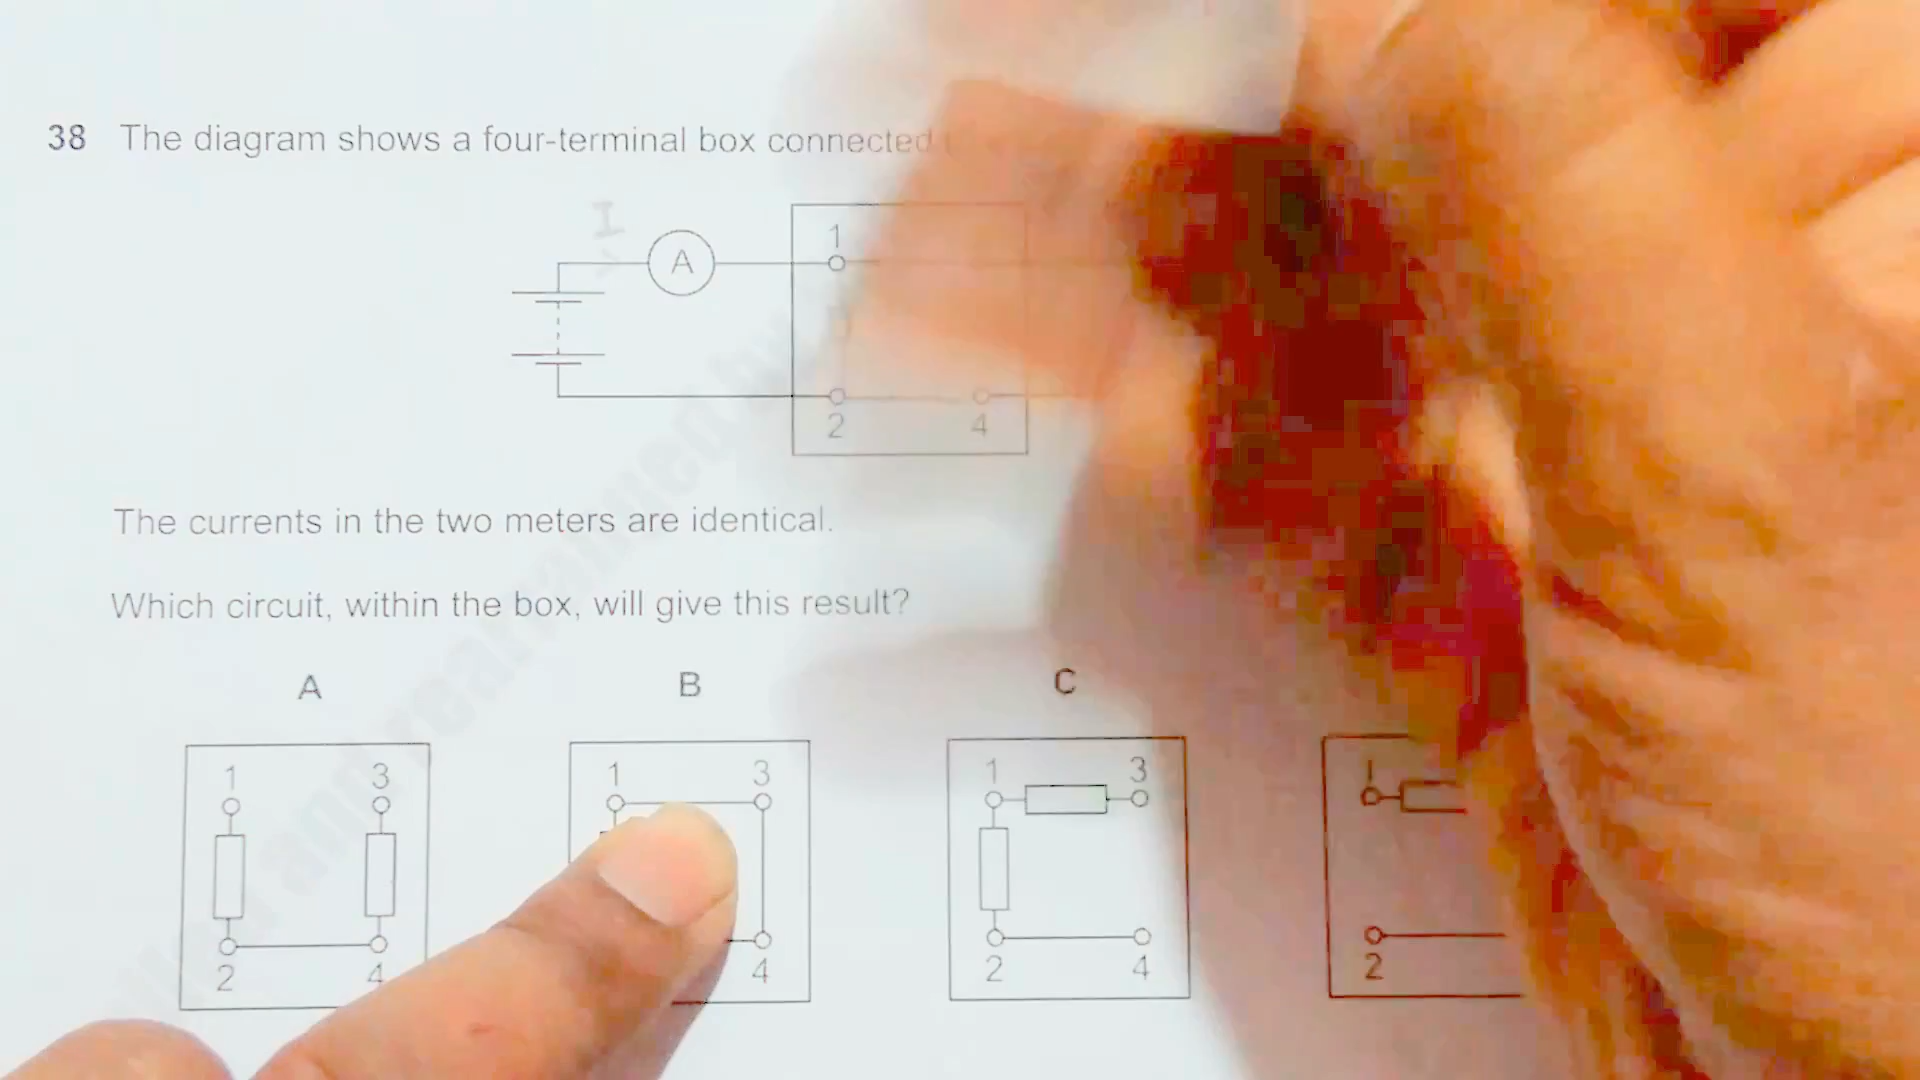 38 The diagram shows a four-terminal box connected
I
A
1
2 4
The currents in the two meters are identical.
Which circuit, within the box, will give this result?
A B C
1 3 1 3 1 3 1
2 4 4 2 4 2